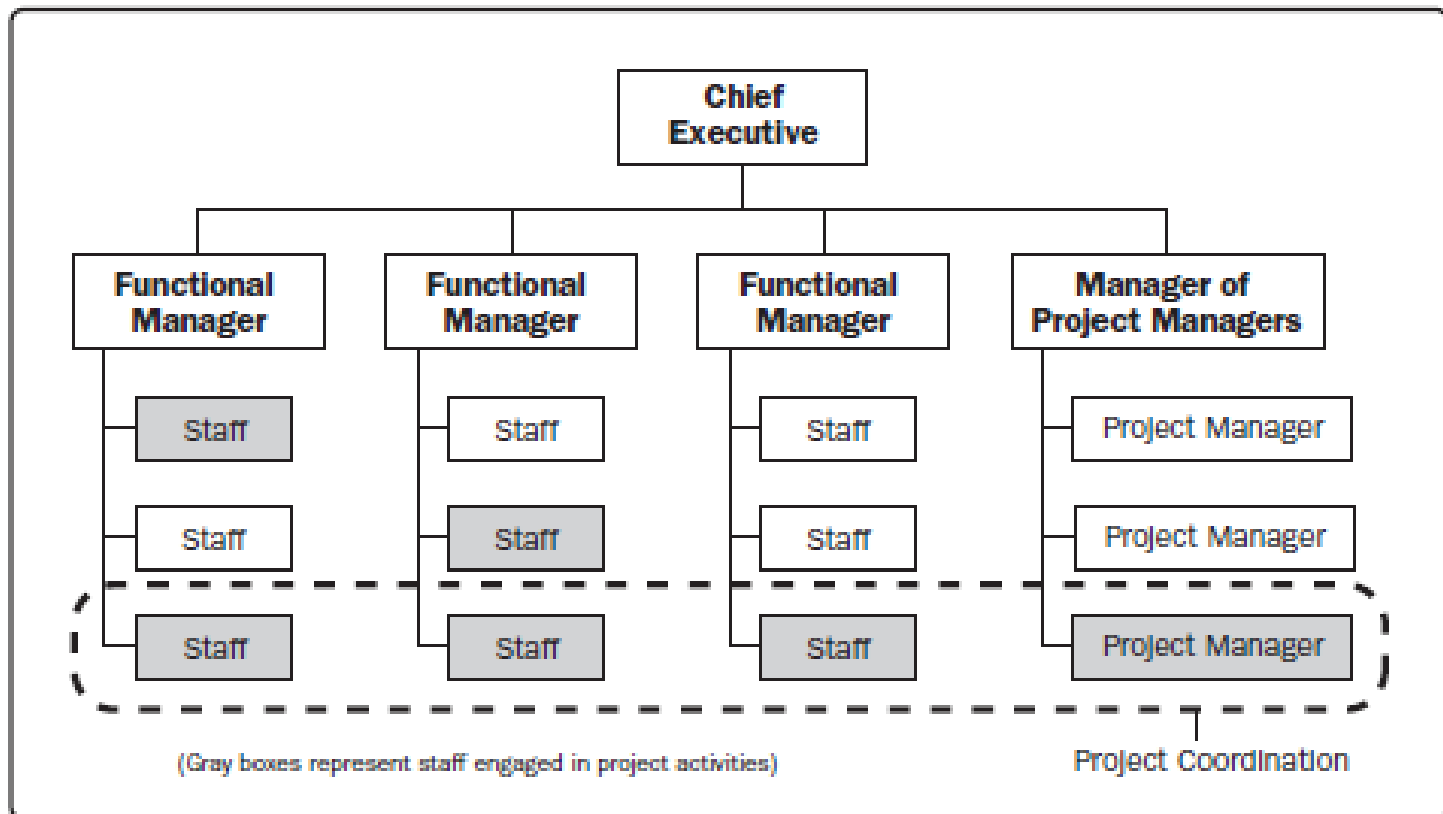 Chief
Executive
Functional
Manager
Functional
Manager
Functional
Manager
Manager of
Project Managers
Staff
Staff
Staff
Project Manager
Staff
Staff
Staff
Project Manager
Staff
Staff
Staff
Project Manager
(Gray boxes represent staff engaged in project activities)
Project Coordination